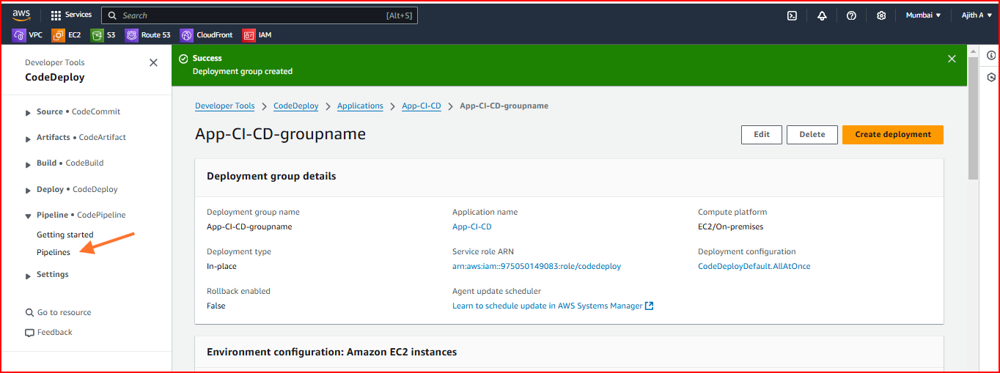 aws Services Search [Alt+S] Mumbai Ajith A
VPC EC2 S3 Route 53 CloudFront IAM
Developer Tools
CodeDeploy
Source • CodeCommit
Artifacts • CodeArtifact
Build • CodeBuild
Deploy • CodeDeploy
Pipeline • CodePipeline
Getting started
Pipelines
Settings
Go to resource
Feedback
Success
Deployment group created
Developer Tools > CodeDeploy > Applications > App-CI-CD > App-CI-CD-groupname
App-CI-CD-groupname
Edit Delete Create deployment
Deployment group details
Deployment group name Application name Compute platform
App-CI-CD-groupname App-CI-CD EC2/On-premises
Deployment type Service role ARN Deployment configuration
In-place arn:aws:iam::975050149083:role/codedeploy CodeDeployDefault.AllAtOnce
Rollback enabled Agent update scheduler
False Learn to schedule update in AWS Systems Manager
Environment configuration: Amazon EC2 instances